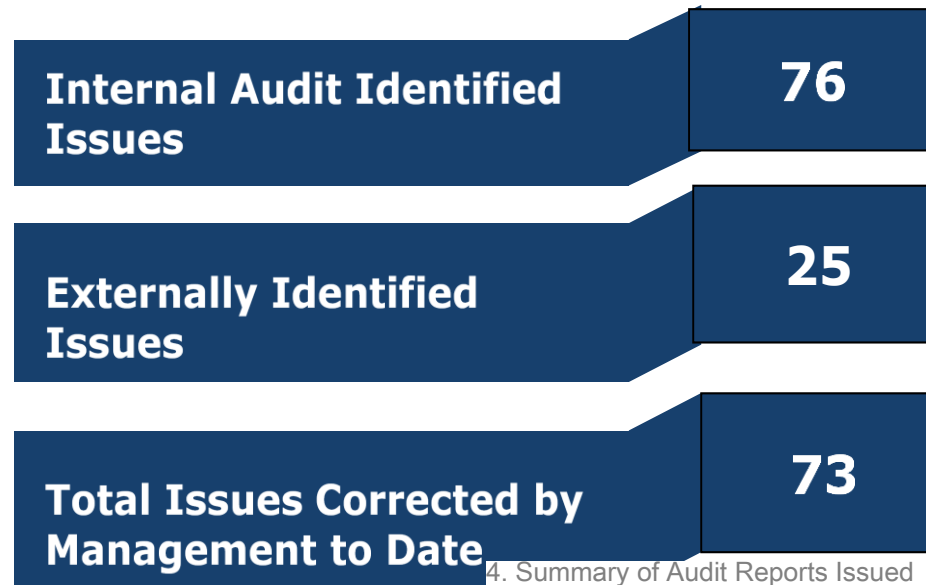 Internal Audit Identified
Issues
76
Externally Identified
Issues
25
Total Issues Corrected by
Management to Date
73
4. Summary of Audit Reports Issued